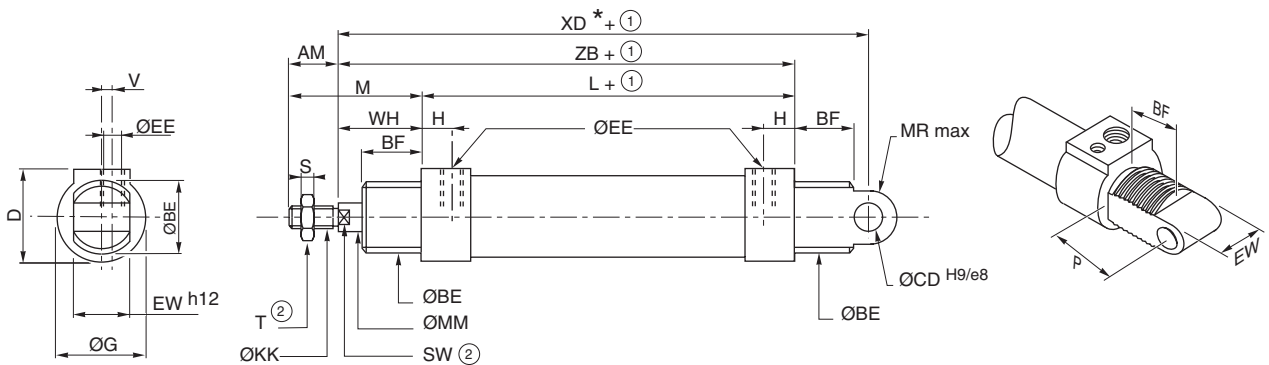 XD * + ①
AM
ZB + ①
V
M
L + ①
BF
ØEE
WH
H
ØEE
H
BF
MR max
BF
S
D
ØBE
P
EW
ØCD H9/e8
EW h12
T ②
ØBE
ØBE
ØMM
ØG
ØKK
SW ②